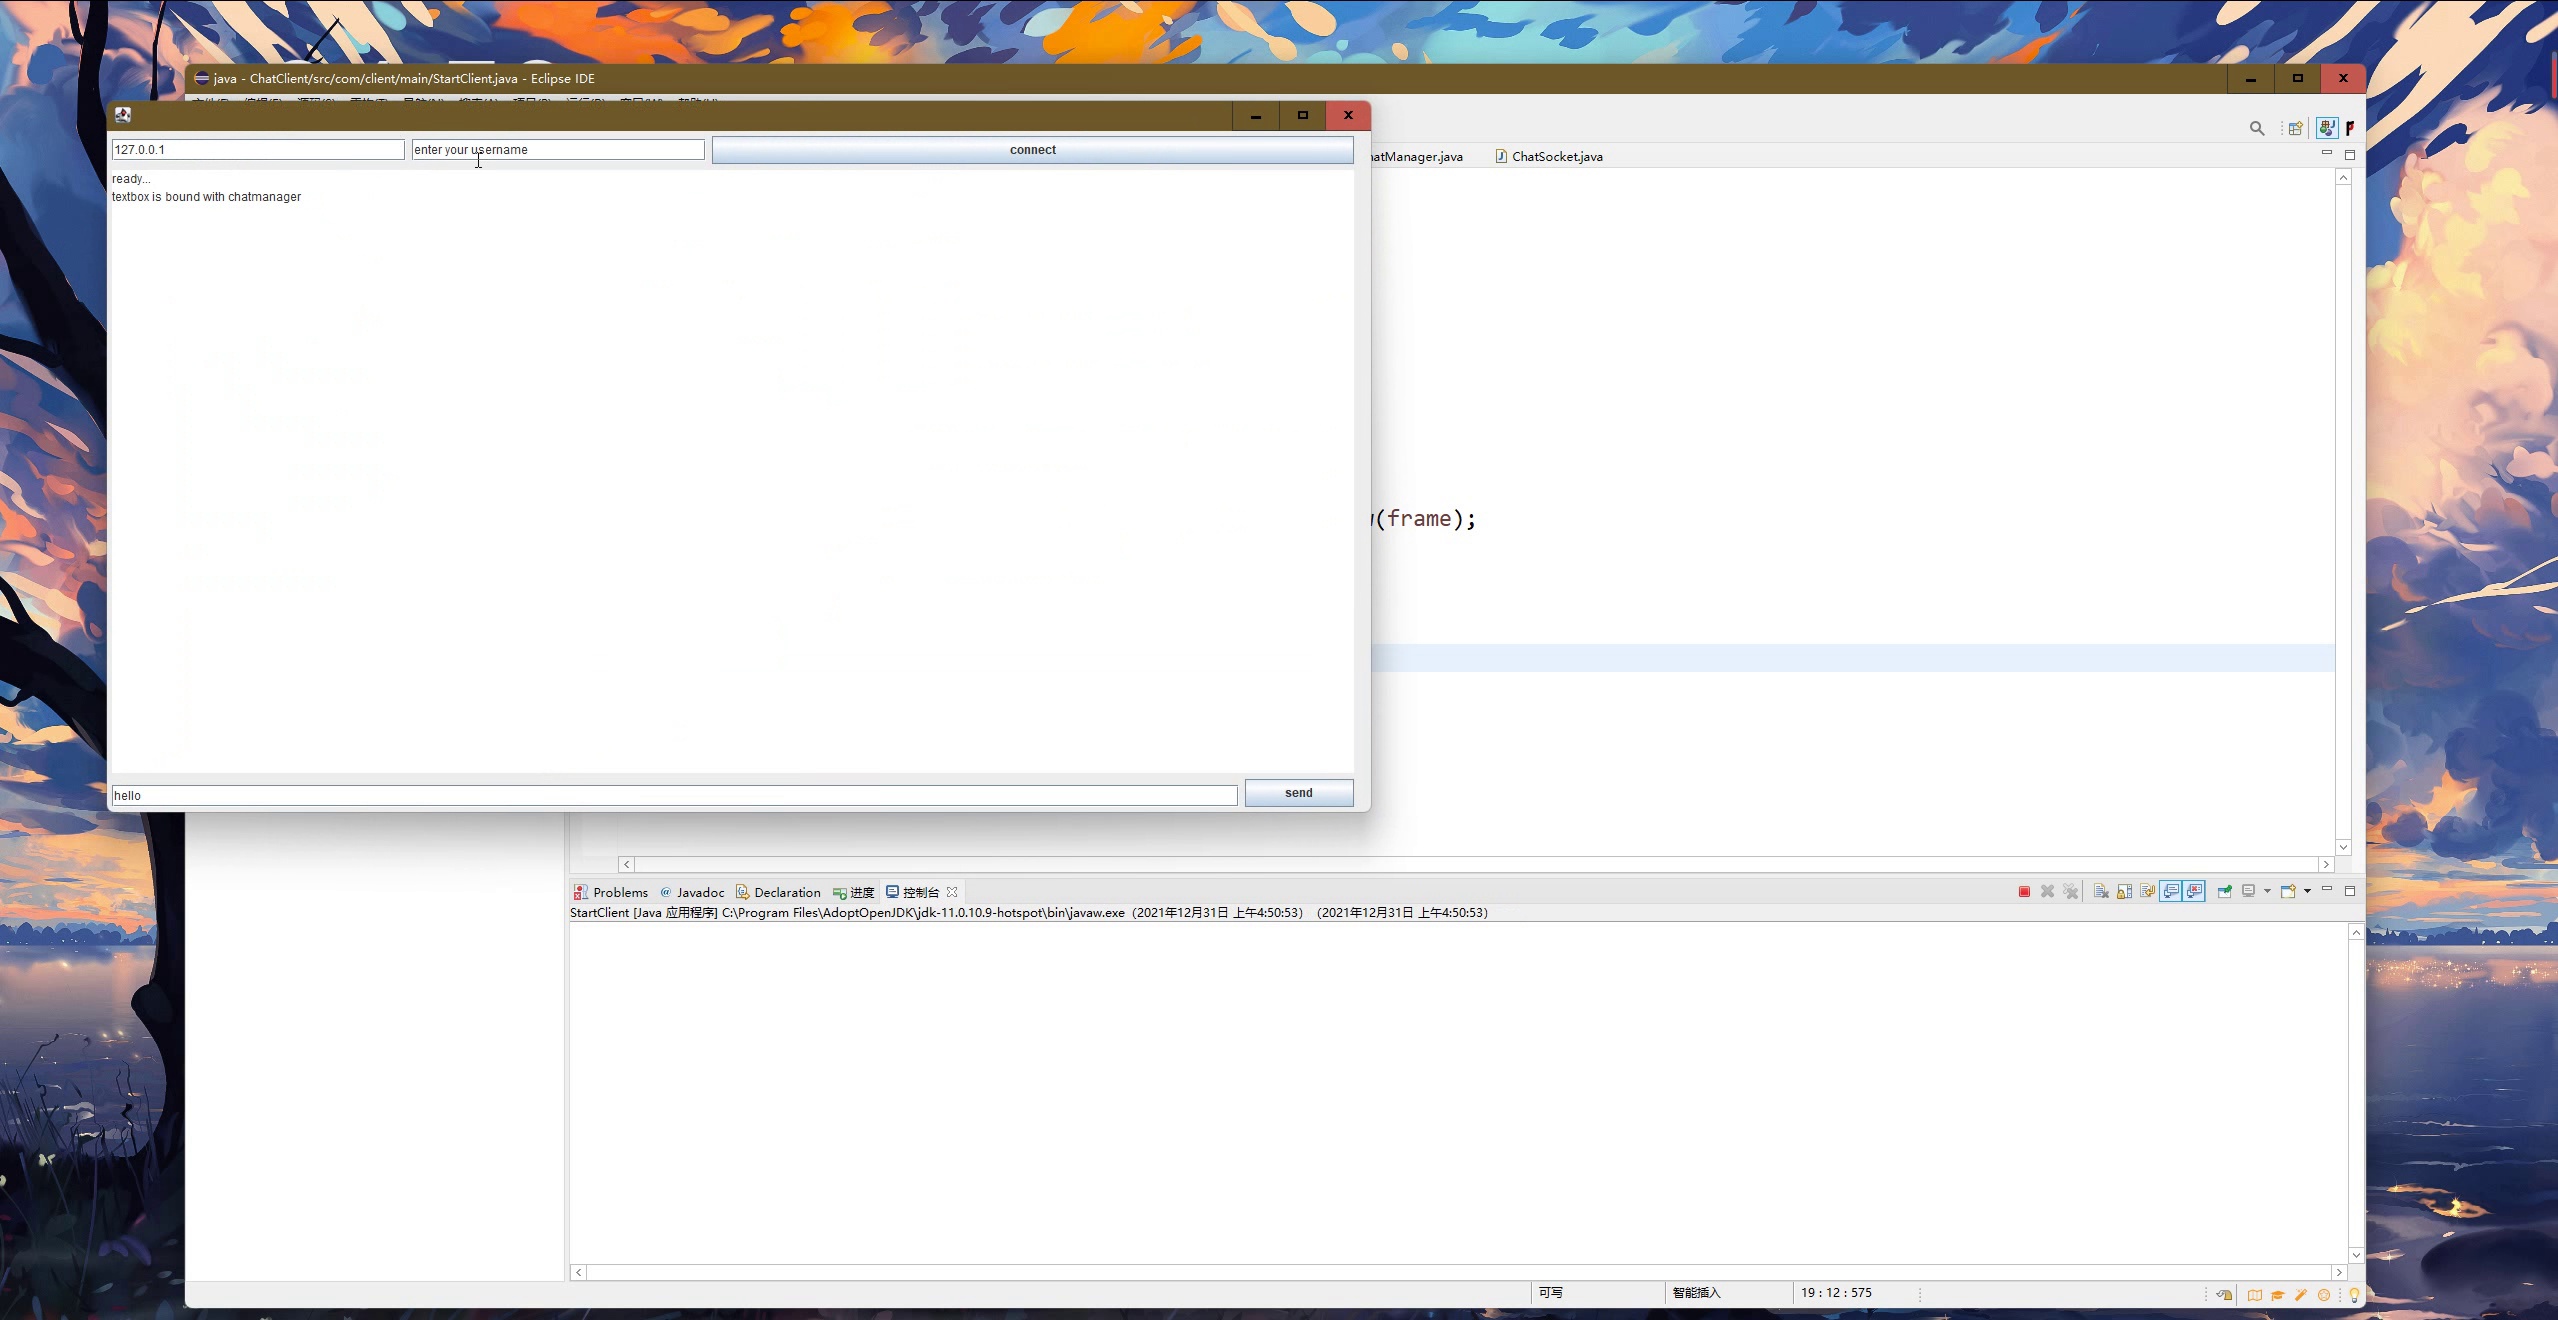 java - ChatClient/src/com/client/main/StartClient.java - Eclipse IDE
127.0.0.1
enter your username
connect
ready...
textbox is bound with chatmanager
hello
send
atManager.java
ChatSocket.java
(frame);
Problems
@ Javadoc
Declaration
进度
控制台
StartClient [Java 应用程序] C:\Program Files\AdoptOpenJDK\jdk-11.0.10.9-hotspot\bin\javaw.exe (2021年12月31日 上午4:50:53) (2021年12月31日 上午4:50:53)
可写
智能插入
19 : 12 : 575